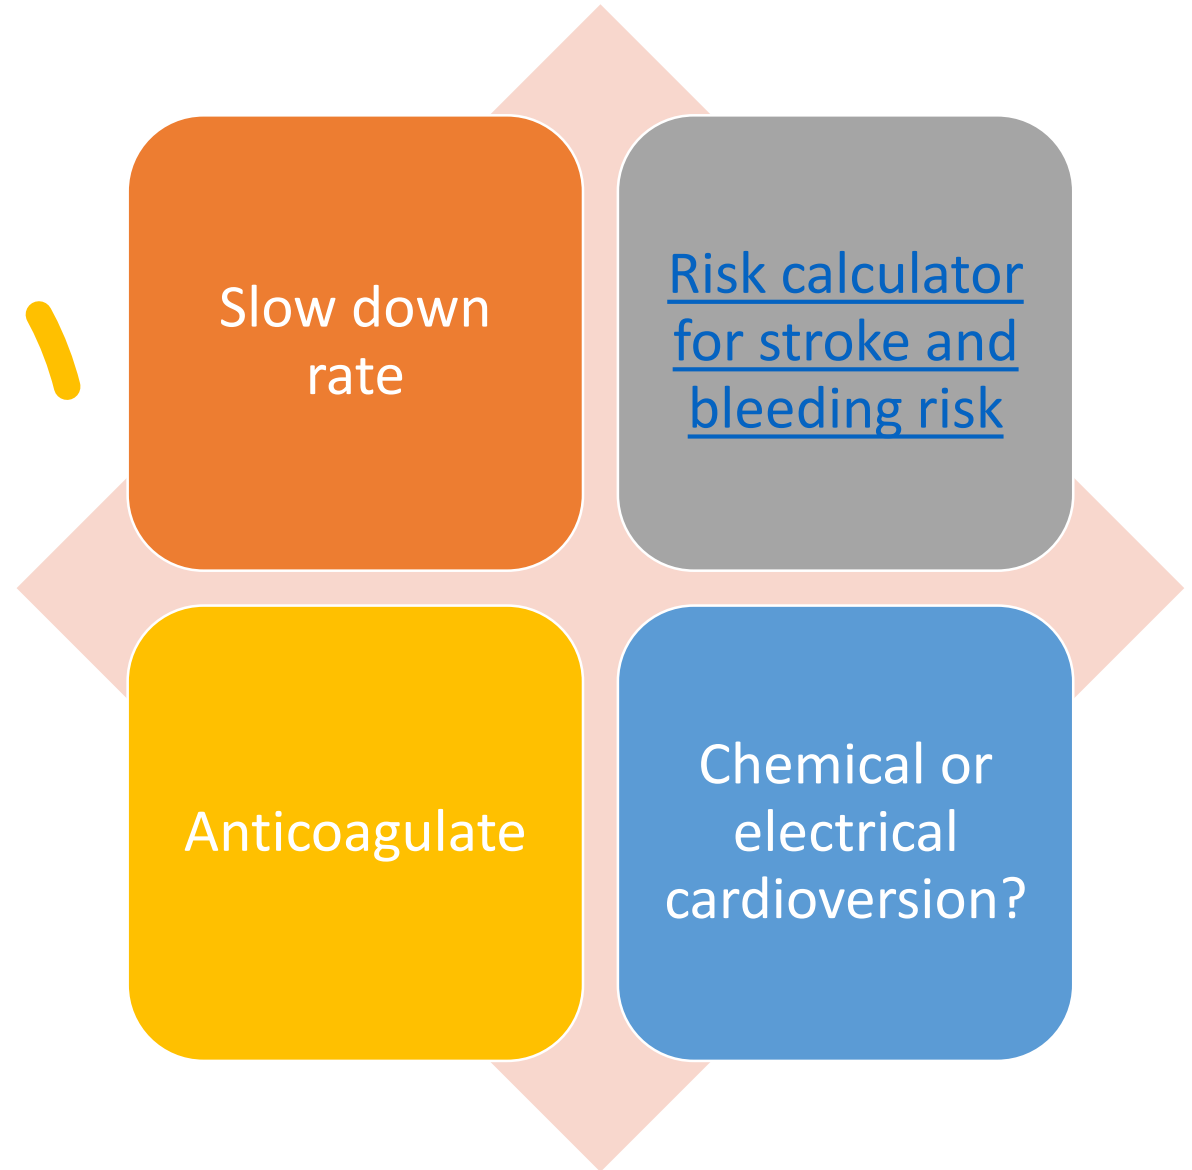 Slow down
rate
Risk calculator
for stroke and
bleeding risk
Anticoagulate
Chemical or
electrical
cardioversion?